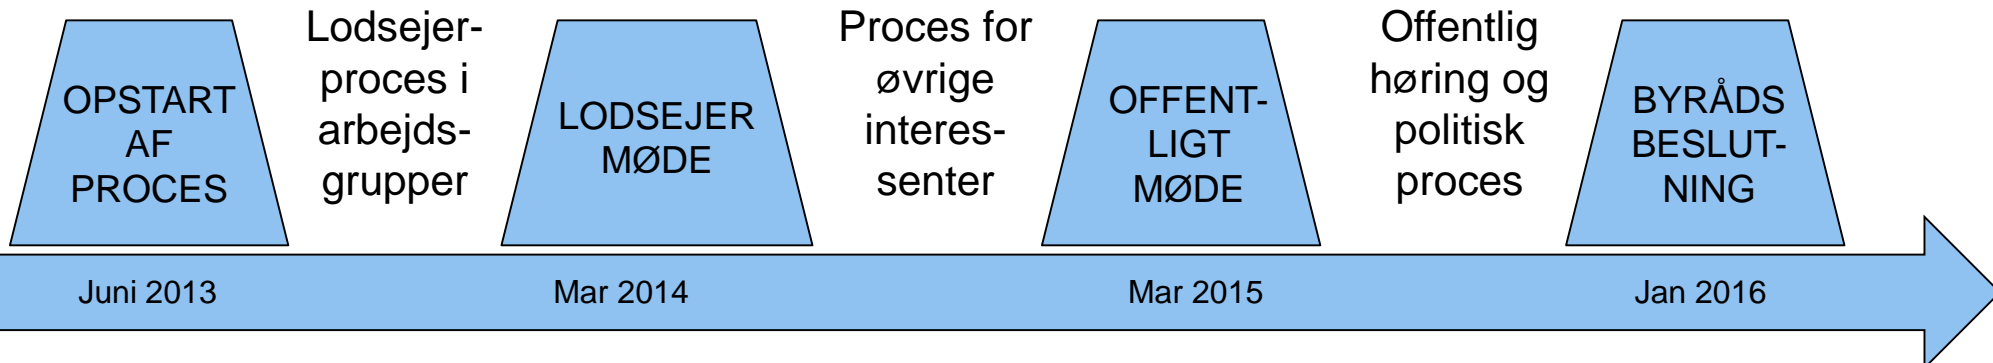 OPSTART
AF
PROCES
Lodsejer-
proces i
arbejds-
grupper
LODSEJER
MØDE
Proces for
øvrige
interes-
senter
OFFENT-
LIGT
MØDE
Offentlig
høring og
politisk
proces
BYRÅDS
BESLUT-
NING
Juni 2013
Mar 2014
Mar 2015
Jan 2016